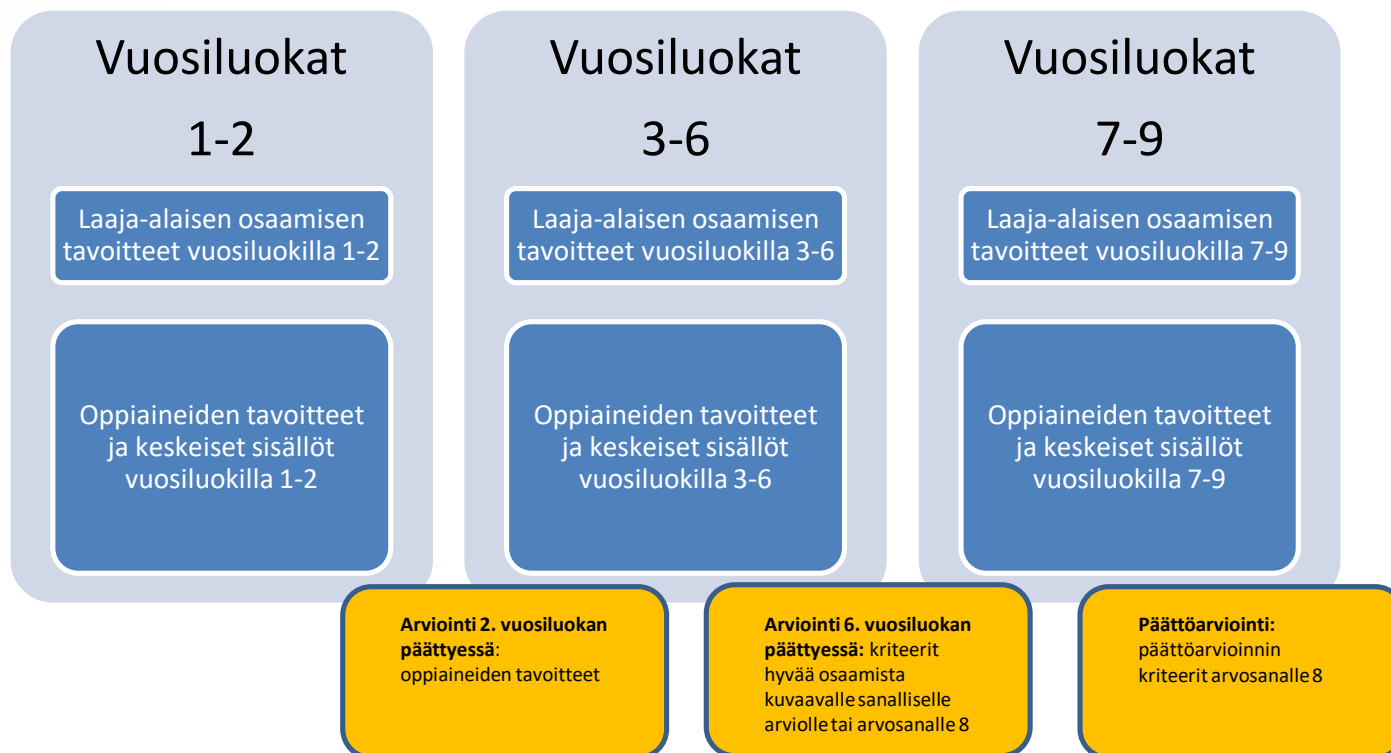 Vuosiluokat
1-2
Laaja-alaisen osaamisen
tavoitteet vuosiluokilla 1-2
Oppiaineiden tavoitteet
ja keskeiset sisällöt
vuosiluokilla 1-2
Vuosiluokat
3-6
Laaja-alaisen osaamisen
tavoitteet vuosiluokilla 3-6
Oppiaineiden tavoitteet
ja keskeiset sisällöt
vuosiluokilla 3-6
Vuosiluokat
7-9
Laaja-alaisen osaamisen
tavoitteet vuosiluokilla 7-9
Oppiaineiden tavoitteet
ja keskeiset sisällöt
vuosiluokilla 7-9
Arviointi 2. vuosiluokan
päättyessä:
oppiaineiden tavoitteet
Arviointi 6. vuosiluokan
päättyessä: kriteerit
hyvää osaamista
kuvaavalle sanalliselle
arviolle tai arvosanalle 8
Päättöarviointi:
päättöarvioinnin
kriteerit arvosanalle 8